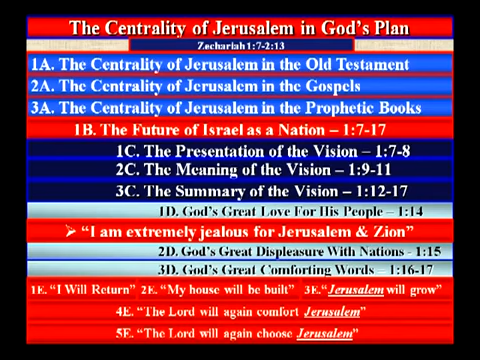 The Centrality of Jerusalem in God's Plan
Zechariah 1:7-2:13
1A. The Centrality of Jerusalem in the Old Testament
2A. The Centrality of Jerusalem in the Gospels
3A. The Centrality of Jerusalem in the Prophetic Books
1B. The Future of Israel as a Nation – 1:7-17
1C. The Presentation of the Vision – 1:7-8
2C. The Meaning of the Vision – 1:9-11
3C. The Summary of the Vision – 1:12-17
1D. God's Great Love For His People – 1:14
➢ "I am extremely jealous for Jerusalem & Zion"
2D. God's Great Displeasure With Nations - 1:15
3D. God's Great Comforting Words – 1:16-17
1E. "I Will Return" 2E. "My house will be built" 3E. "Jerusalem will grow"
4E. "The Lord will again comfort Jerusalem"
5E. "The Lord will again choose Jerusalem"